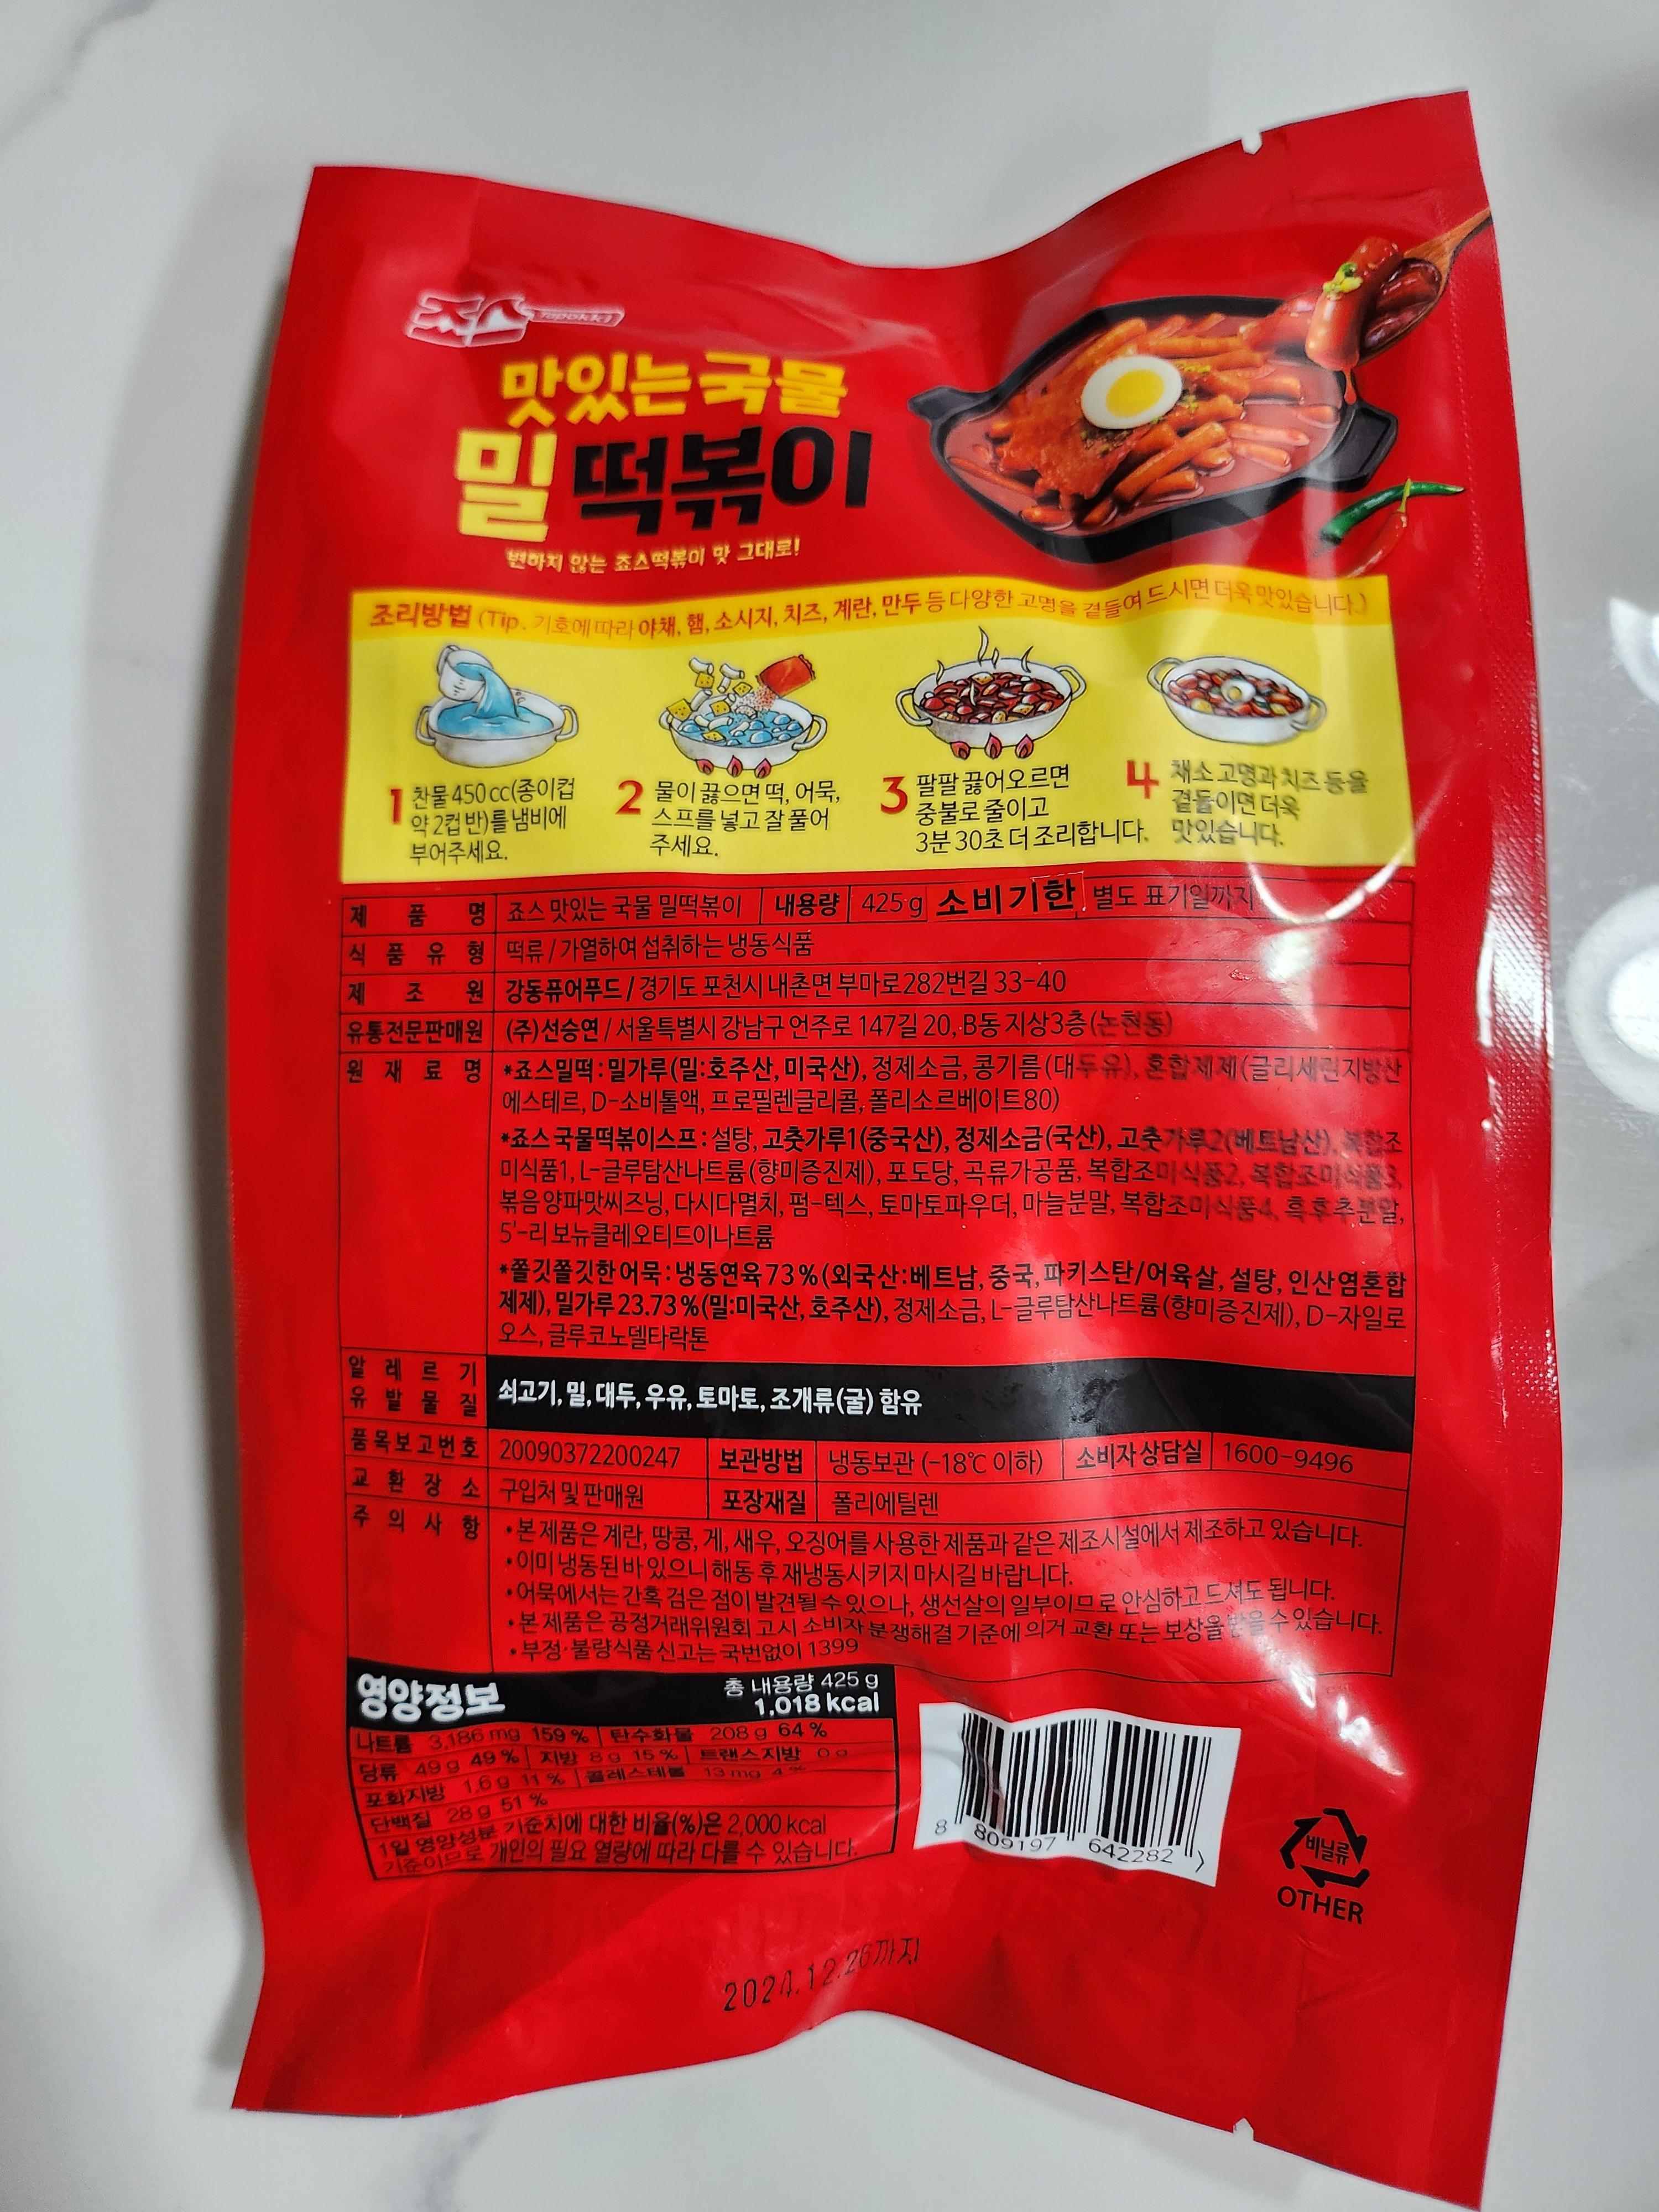 죠스 Topokki
맛있는국물
밀떡볶이
변하지 않는 죠스떡볶이 맛 그대로!
조리방법 (Tip. 기호에 따라 야채, 햄, 소시지, 치즈, 계란, 만두 등 다양한 고명을 곁들여 드시면 더욱 맛있습니다.)
1 찬물 450cc(종이컵
약 2컵 반)를 냄비에
부어주세요.
2 물이 끓으면 떡, 어묵,
스프를 넣고 잘 풀어
주세요.
3 팔팔 끓어오르면
중불로 줄이고
3분 30초 더 조리합니다.
4 채소 고명과 치즈 등을
곁들이면 더욱
맛있습니다.
제품명 죠스 맛있는 국물 밀떡볶이 내용량 425g 소비기한 별도 표기일까지
식품유형 떡류 / 가열하여 섭취하는 냉동식품
제조원 강동퓨어푸드 / 경기도 포천시 내촌면 부마로282번길 33-40
유통전문판매원 (주)선승연 / 서울특별시 강남구 언주로 147길 20, B동 지상3층 (논현동)
원재료명 *죠스밀떡 : 밀가루(밀:호주산, 미국산), 정제소금, 콩기름(대두유), 혼합제제(글리세린지방산
에스테르, D-소비톨액, 프로필렌글리콜, 폴리소르베이트80)
*죠스국물떡볶이스프 : 설탕, 고춧가루1(중국산), 정제소금(국산), 고춧가루2(베트남산), 복합조
미식품1, L-글루탐산나트륨(향미증진제), 포도당, 곡류가공품, 복합조미식품2, 복합조미식품3,
볶음양파맛씨즈닝, 다시다멸치, 펌-텍스, 토마토파우더, 마늘분말, 복합조미식품4, 흑후추분말,
5'-리보뉴클레오티드이나트륨
*쫄깃쫄깃한어묵 : 냉동연육 73%(외국산:베트남, 중국, 파키스탄/어육살, 설탕, 인산염혼합
제제), 밀가루 23.73%(밀:미국산, 호주산), 정제소금, L-글루탐산나트륨(향미증진제), D-자일로
오스, 글루코노델타락톤
알레르기
유발물질
쇠고기, 밀, 대두, 우유, 토마토, 조개류(굴) 함유
품목보고번호 20090372200247 보관방법 냉동보관 (-18℃ 이하) 소비자상담실 1600-9496
교환장소 구입처 및 판매원 포장재질 폴리에틸렌
주의사항 •본 제품은 계란, 땅콩, 게, 새우, 오징어를 사용한 제품과 같은 제조시설에서 제조하고 있습니다.
•이미 냉동된 바 있으니 해동 후 재냉동시키지 마시길 바랍니다.
•어묵에서는 간혹 검은 점이 발견될 수 있으나, 생선살의 일부이므로 안심하고 드셔도 됩니다.
•본 제품은 공정거래위원회 고시 소비자 분쟁해결 기준에 의거 교환 또는 보상을 받을 수 있습니다.
•부정·불량식품 신고는 국번없이 1399
영양정보 총 내용량 425 g
1,018 kcal
나트륨 3,186 mg 159 % 탄수화물 208 g 64 %
당류 49 g 49 % 지방 8 g 15 % 트랜스지방 0 g
포화지방 1.6 g 11 % 콜레스테롤 13 mg 4 %
단백질 28 g 51 %
1일 영양성분 기준치에 대한 비율(%)은 2,000 kcal
기준이므로 개인의 필요 열량에 따라 다를 수 있습니다.
8 809197 642282
비닐류
OTHER
2024.12.26까지